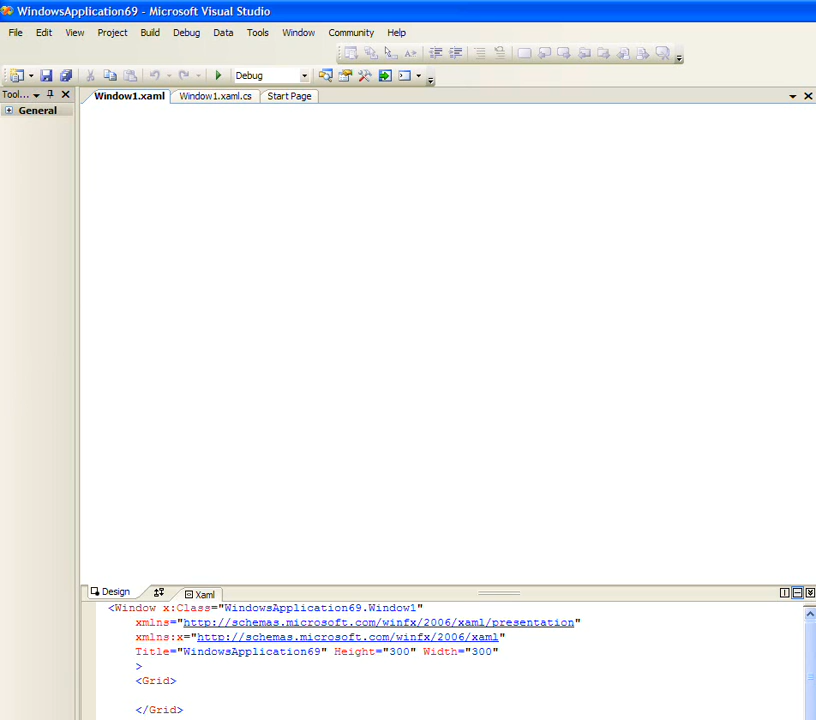 WindowsApplication69 - Microsoft Visual Studio
File Edit View Project Build Debug Data Tools Window Community Help
Debug
Tool...
Window1.xaml Window1.xaml.cs Start Page
General
Design Xaml
<Window x:Class="WindowsApplication69.Window1"
xmlns="http://schemas.microsoft.com/winfx/2006/xaml/presentation"
xmlns:x="http://schemas.microsoft.com/winfx/2006/xaml"
Title="WindowsApplication69" Height="300" Width="300"
>
<Grid>
</Grid>